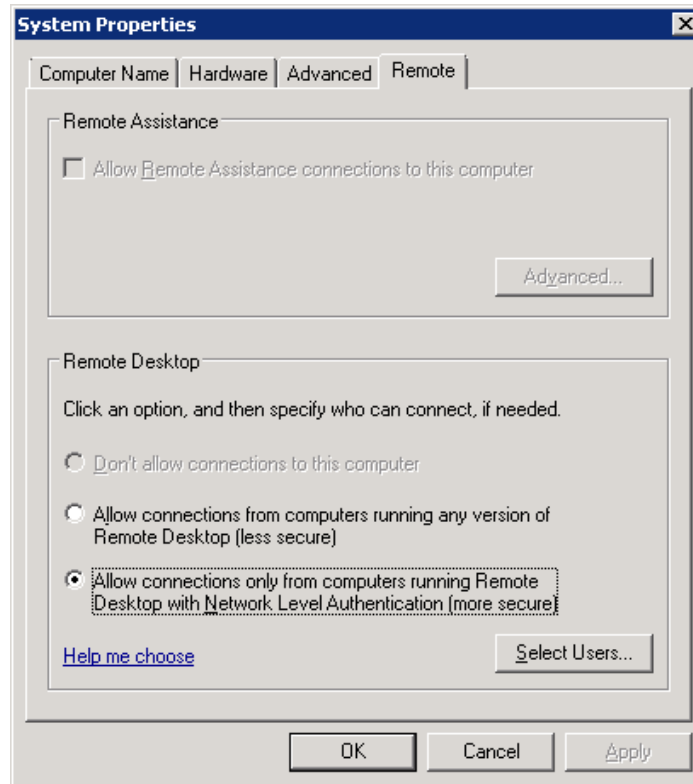 System Properties
Computer Name
Hardware
Advanced
Remote
Remote Assistance
Allow Remote Assistance connections to this computer
Advanced...
Remote Desktop
Click an option, and then specify who can connect, if needed.
Don't allow connections to this computer
Allow connections from computers running any version of
Remote Desktop (less secure)
Allow connections only from computers running Remote
Desktop with Network Level Authentication (more secure)
Help me choose
Select Users...
OK
Cancel
Apply